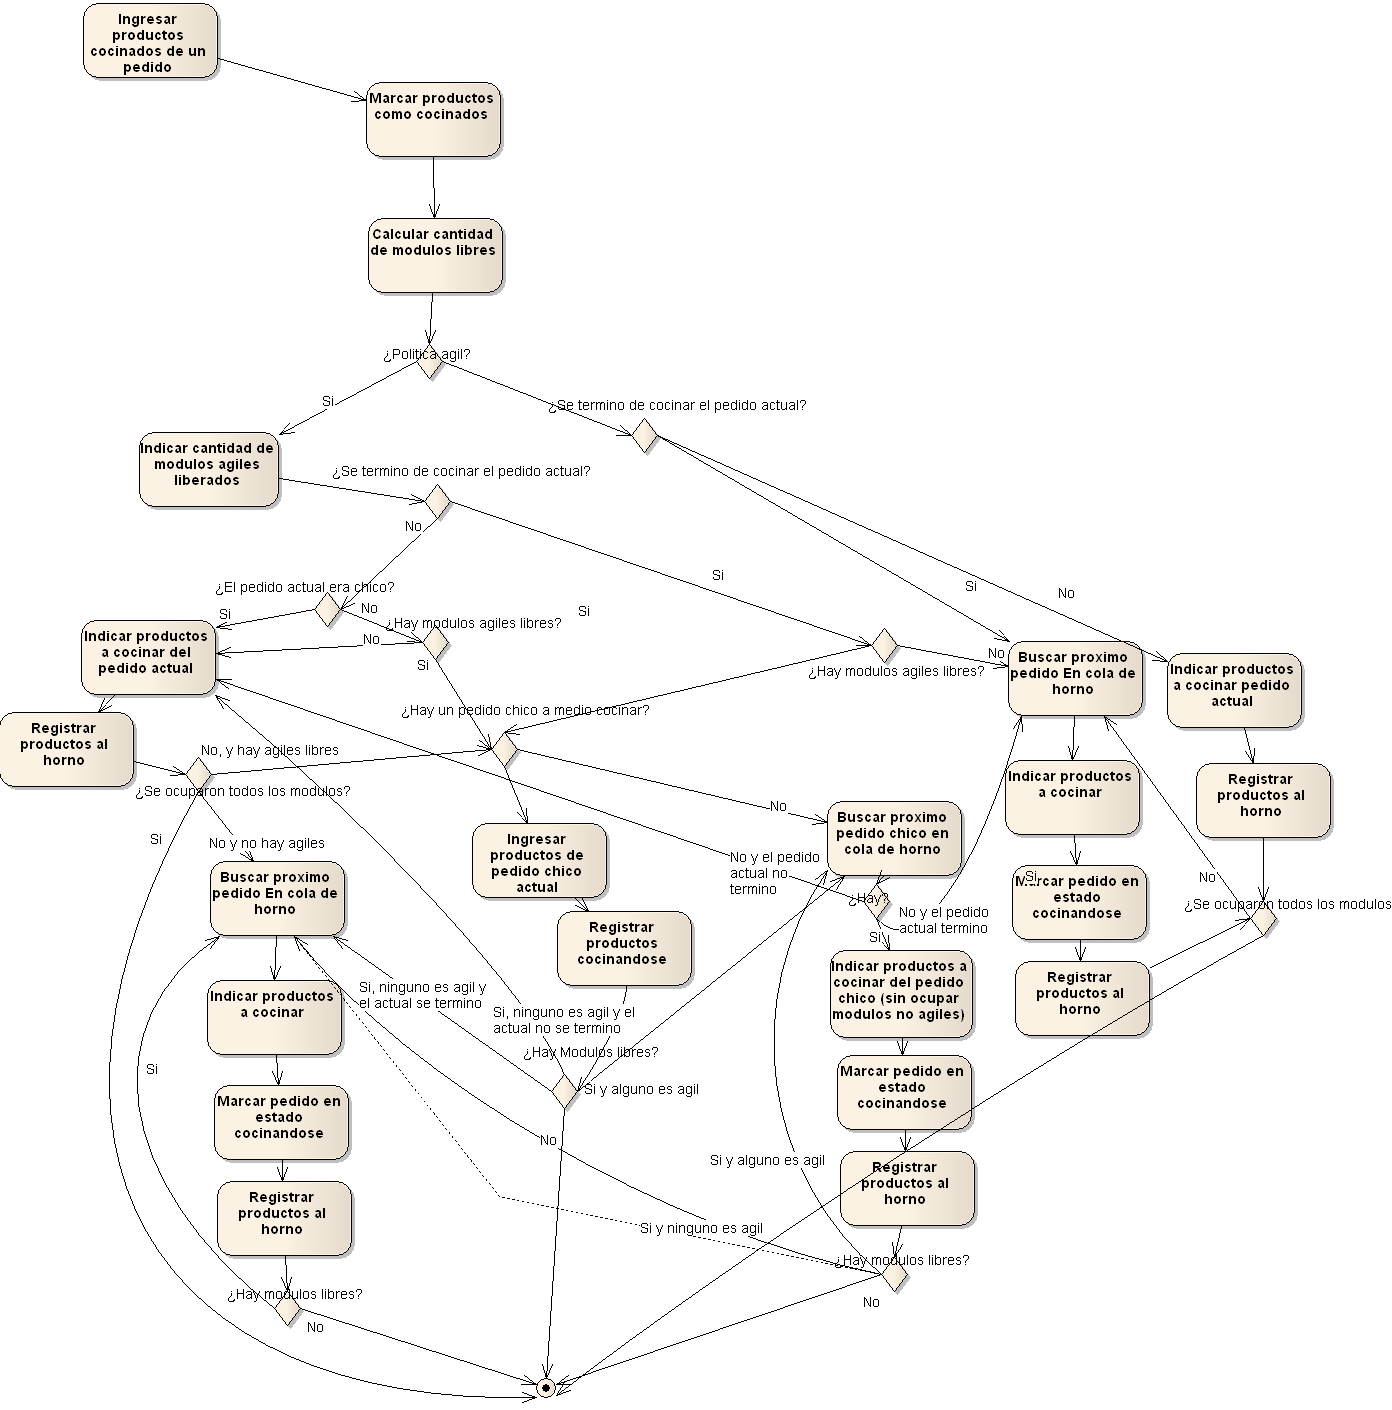 Ingresar
productos
cocinados de un
pedido
Marcar productos
como cocinados
Calcular cantidad
de modulos libres
¿Politica agil?
Si
¿Se termino de cocinar el pedido actual?
Indicar cantidad de
modulos agiles
liberados
¿Se termino de cocinar el pedido actual?
No
Si
Si
No
¿El pedido actual era chico?
Si
No
Si
¿Hay modulos agiles libres?
No
Si
Indicar productos
a cocinar del
pedido actual
¿Hay modulos agiles libres?
No
Buscar proximo
pedido En cola de
horno
Indicar productos
a cocinar pedido
actual
Registrar
productos al
horno
¿Hay un pedido chico a medio cocinar?
No, y hay agiles libres
¿Se ocuparon todos los modulos?
Si
No y no hay agiles
No
Indicar productos
a cocinar
Registrar
productos al
horno
Ingresar
productos de
pedido chico
actual
Buscar proximo
pedido chico en
cola de horno
No y el pedido
actual no
termino
¿Hay?
No y el pedido
actual termino
Si
Si
Marcar pedido en
estado
cocinandose
No
¿Se ocuparon todos los modulos
Buscar proximo
pedido En cola de
horno
Registrar
productos
cocinandose
Indicar productos a
cocinar del pedido
chico (sin ocupar
modulos no agiles)
Registrar
productos al
horno
Indicar productos
a cocinar
Si, ninguno es agil y
el actual se termino
Si, ninguno es agil y el
actual no se termino
¿Hay Modulos libres?
Si y alguno es agil
Si
Marcar pedido en
estado
cocinandose
Marcar pedido en
estado
cocinandose
No
Si y alguno es agil
Registrar
productos al
horno
Registrar
productos al
horno
Si y ninguno es agil
¿Hay modulos libres?
No
¿Hay modulos libres?
No